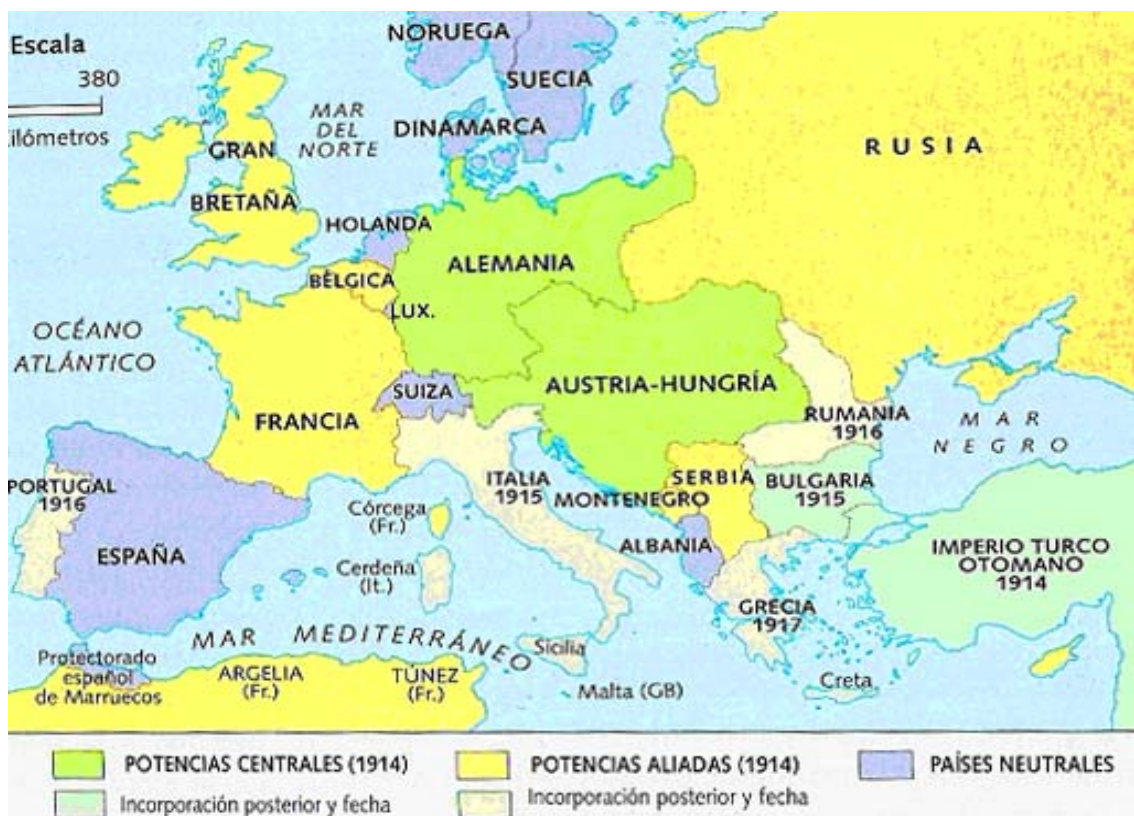 Escala
380
ilómetros
NORUEGA
SUECIA
MAR
DEL
NORTE
DINAMARCA
GRAN
BRETAÑA
RUSIA
HOLANDA
ALEMANIA
BÉLGICA
LUX.
OCÉANO
ATLÁNTICO
SUIZA
AUSTRIA-HUNGRÍA
FRANCIA
RUMANIA
1916
MAR
NEGRO
PORTUGAL
1916
ESPAÑA
Córcega
(Fr.)
ITALIA
1915
MONTENEGRO
SERBIA
BULGARIA
1915
Cerdeña
(It.)
ALBANIA
IMPERIO TURCO
OTOMANO
1914
GRECIA
1917
MAR MEDITERRÁNEO
Sicilia
Protectorado
español
de Marruecos
ARGELIA
(Fr.)
TÚNEZ
(Fr.)
Malta (GB)
Creta
POTENCIAS CENTRALES (1914)
Incorporación posterior y fecha
POTENCIAS ALIADAS (1914)
Incorporación posterior y fecha
PAÍSES NEUTRALES